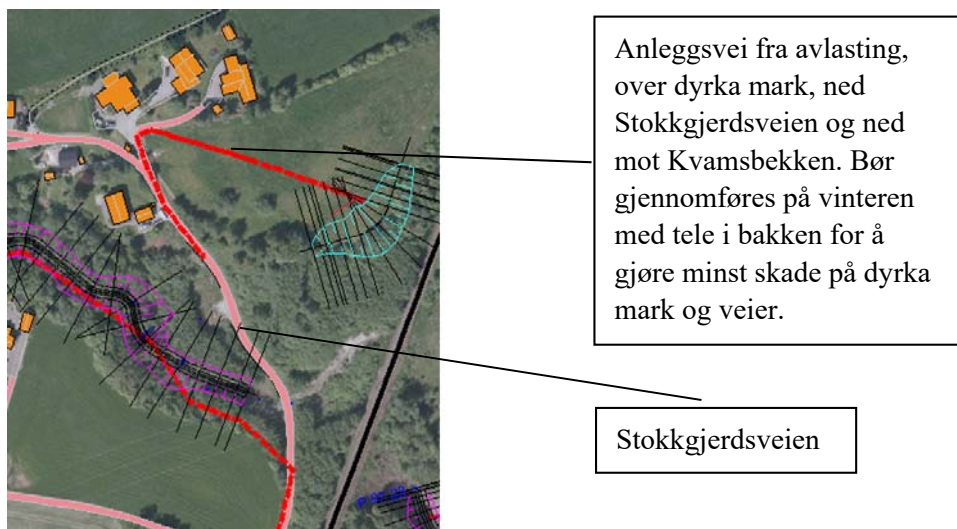 Anleggsvei fra avlasting,
over dyrka mark, ned
Stokkgjerdsveien og ned
mot Kvamsbekken. Bør
gjennomføres på vinteren
med tele i bakken for å
gjøre minst skade på dyrka
mark og veier.
Stokkgjerdsveien